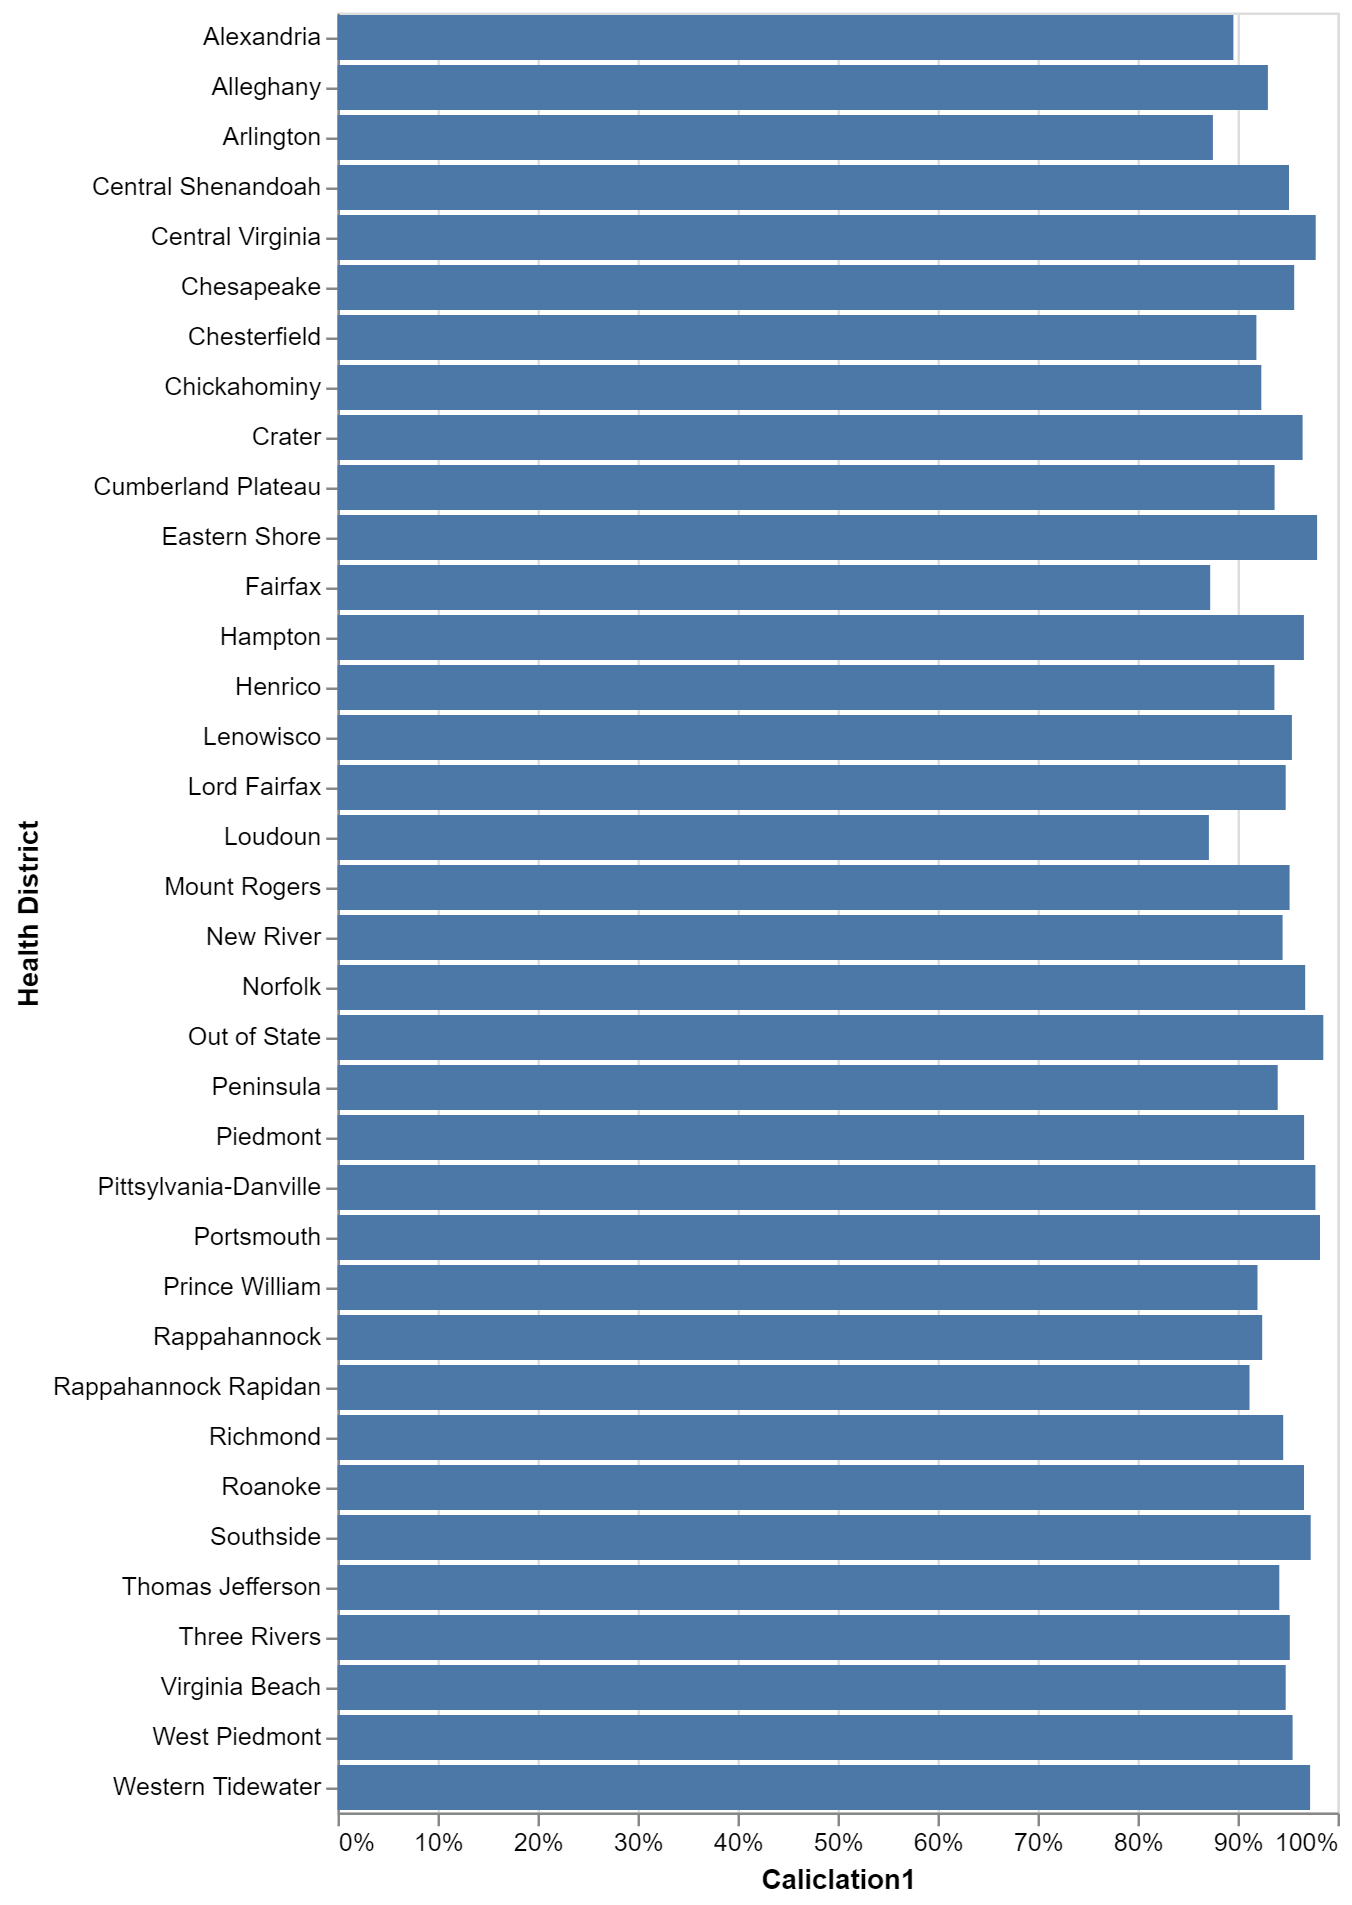 Alexandria
Alleghany
Arlington
Central Shenandoah
Central Virginia
Chesapeake
Chesterfield
Chickahominy
Crater
Cumberland Plateau
Eastern Shore
Fairfax
Hampton
Henrico
Lenowisco
Lord Fairfax
Loudoun
Mount Rogers
New River
Norfolk
Out of State
Peninsula
Piedmont
Pittsylvania-Danville
Portsmouth
Prince William
Rappahannock
Rappahannock Rapidan
Richmond
Roanoke
Southside
Thomas Jefferson
Three Rivers
Virginia Beach
West Piedmont
Western Tidewater
Health District
0% 10% 20% 30% 40% 50% 60% 70% 80% 90% 100%
Caliclation1